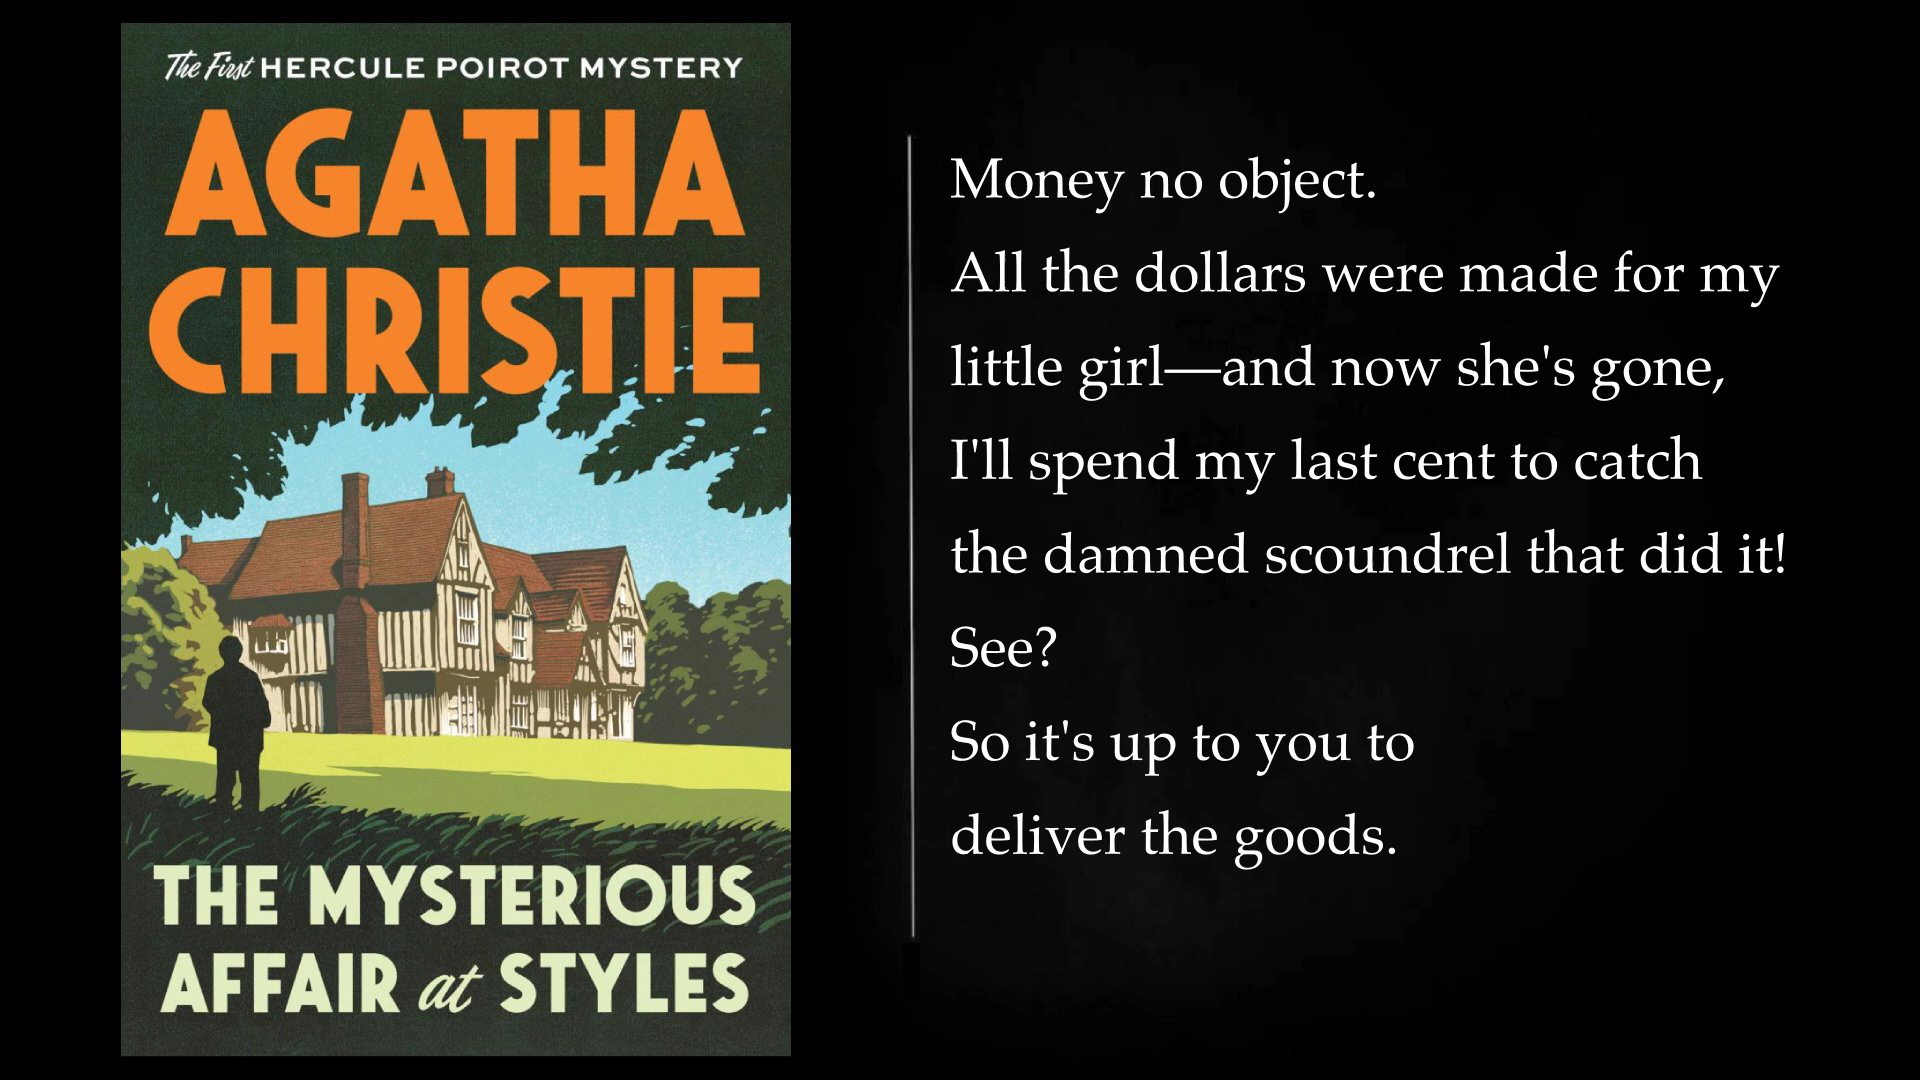 The First HERCULE POIROT MYSTERY
AGATHA
CHRISTIE
THE MYSTERIOUS
AFFAIR at STYLES
Money no object.
All the dollars were made for my
little girl—and now she's gone,
I'll spend my last cent to catch
the damned scoundrel that did it!
See?
So it's up to you to
deliver the goods.